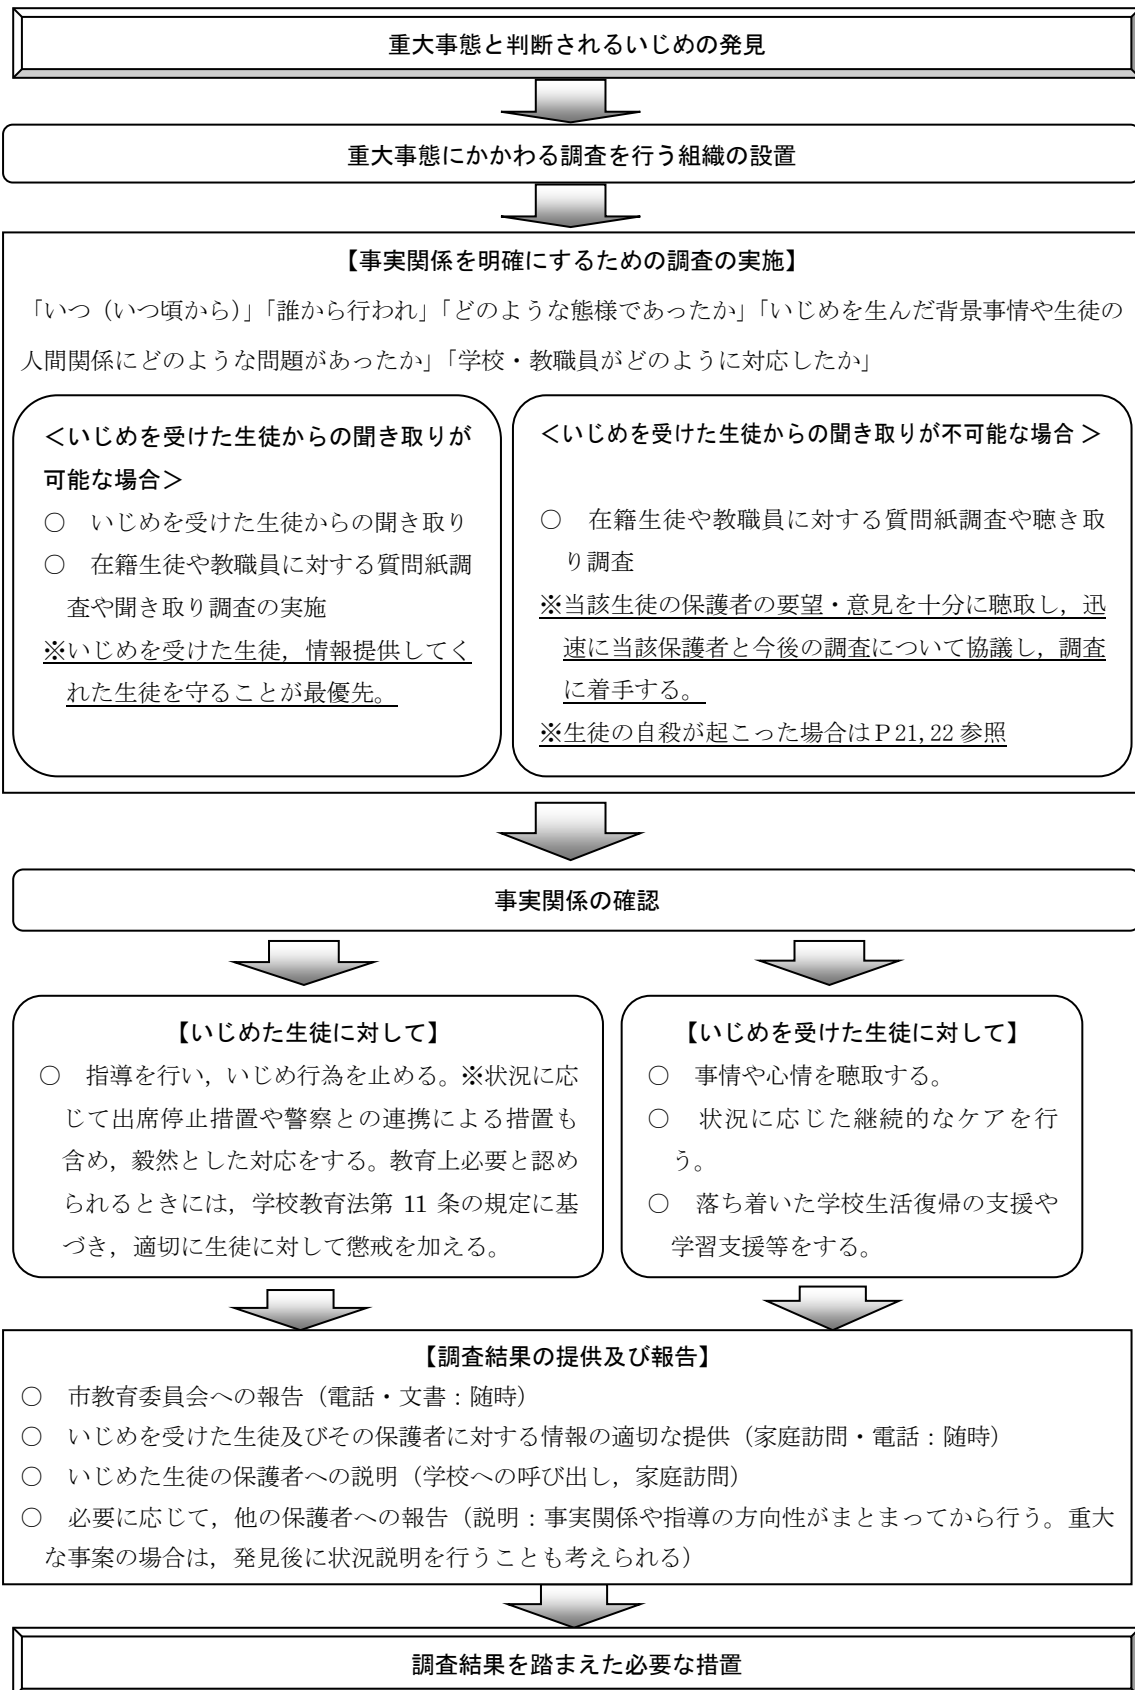 重大事態と判断されるいじめの発見
重大事態にかかわる調査を行う組織の設置
【事実関係を明確にするための調査の実施】
「いつ（いつ頃から）」「誰から行われ」「どのような態様であったか」「いじめを生んだ背景事情や生徒の
人間関係にどのような問題があったか」「学校・教職員がどのように対応したか」
＜いじめを受けた生徒からの聞き取りが
可能な場合＞
○　いじめを受けた生徒からの聞き取り
○　在籍生徒や教職員に対する質問紙調
査や聞き取り調査の実施
※いじめを受けた生徒，情報提供してく
れた生徒を守ることが最優先。
＜いじめを受けた生徒からの聞き取りが不可能な場合 ＞
○　在籍生徒や教職員に対する質問紙調査や聴き取
り調査
※当該生徒の保護者の要望・意見を十分に聴取し，迅
速に当該保護者と今後の調査について協議し，調査
に着手する。
※生徒の自殺が起こった場合はＰ21, 22 参照
事実関係の確認
【いじめた生徒に対して】
○　指導を行い，いじめ行為を止める。※状況に応
じて出席停止措置や警察との連携による措置も
含め，毅然とした対応をする。教育上必要と認め
られるときには，学校教育法第 11 条の規定に基
づき，適切に生徒に対して懲戒を加える。
【いじめを受けた生徒に対して】
○　事情や心情を聴取する。
○　状況に応じた継続的なケアを行
う。
○　落ち着いた学校生活復帰の支援や
学習支援等をする。
【調査結果の提供及び報告】
○　市教育委員会への報告（電話・文書：随時）
○　いじめを受けた生徒及びその保護者に対する情報の適切な提供（家庭訪問・電話：随時）
○　いじめた生徒の保護者への説明（学校への呼び出し，家庭訪問）
○　必要に応じて，他の保護者への報告（説明：事実関係や指導の方向性がまとまってから行う。重大
な事案の場合は，発見後に状況説明を行うことも考えられる）
調査結果を踏まえた必要な措置